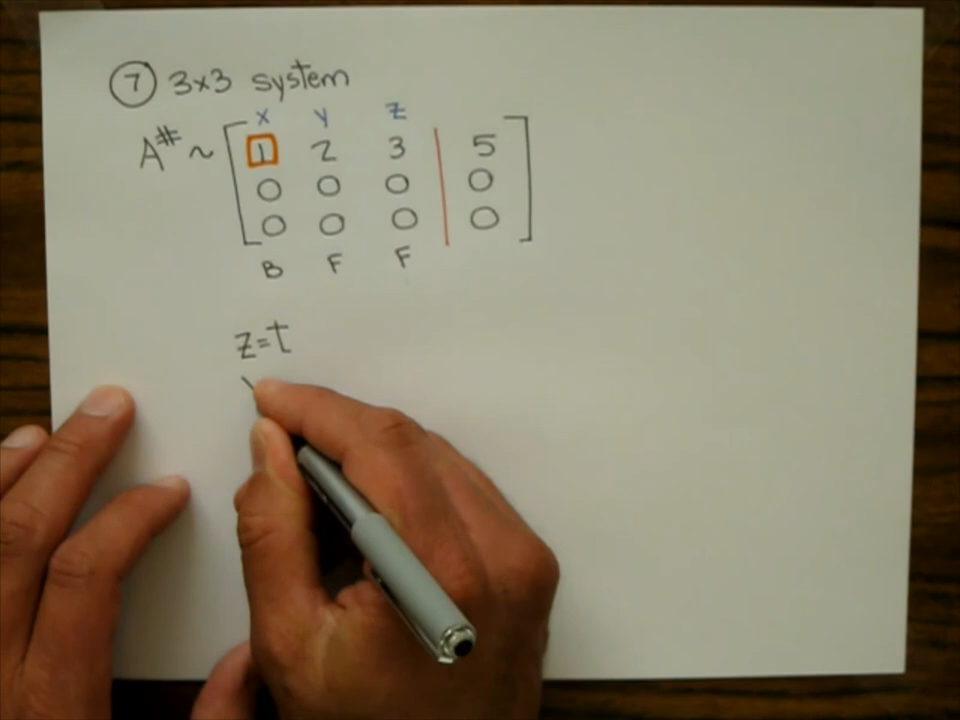 7 3x3 system
x y z
A# ~ [ 1 2 3 | 5 ]
0 0 0 | 0
0 0 0 | 0
B F F
z=t